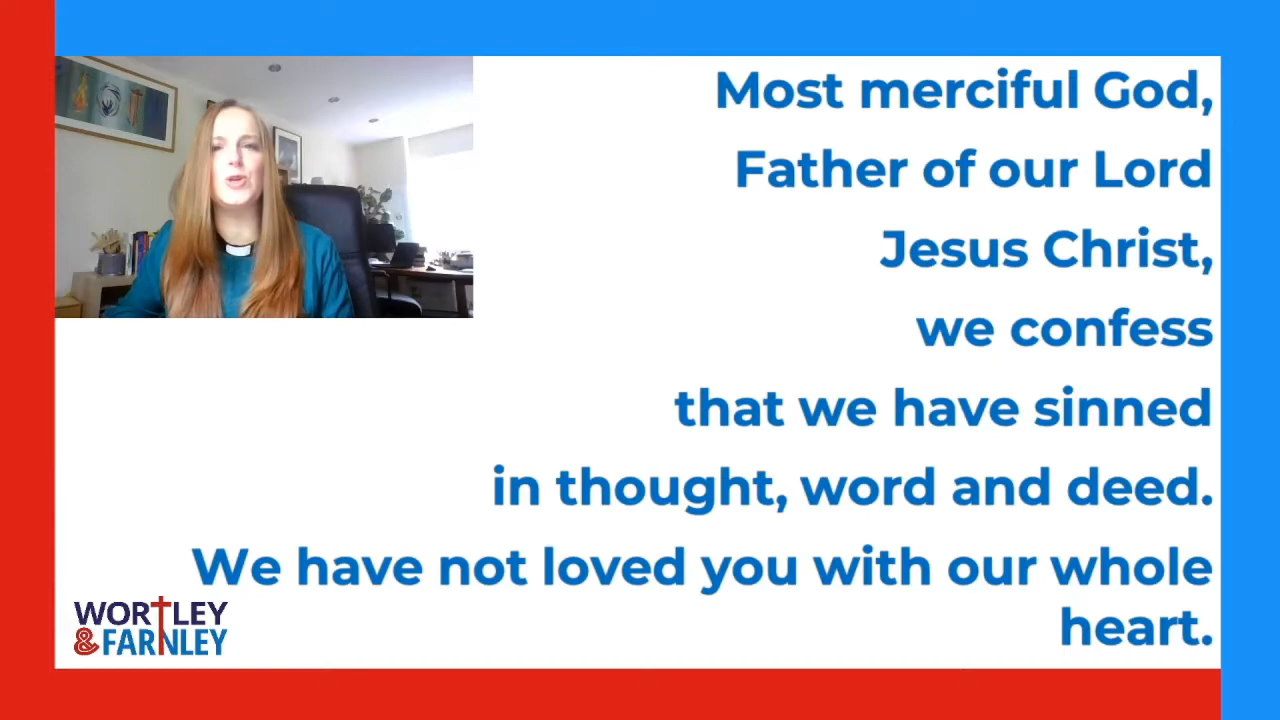 Most merciful God,
Father of our Lord
Jesus Christ,
we confess
that we have sinned
in thought, word and deed.
We have not loved you with our whole
heart.
WORTLEY
&FARNLEY